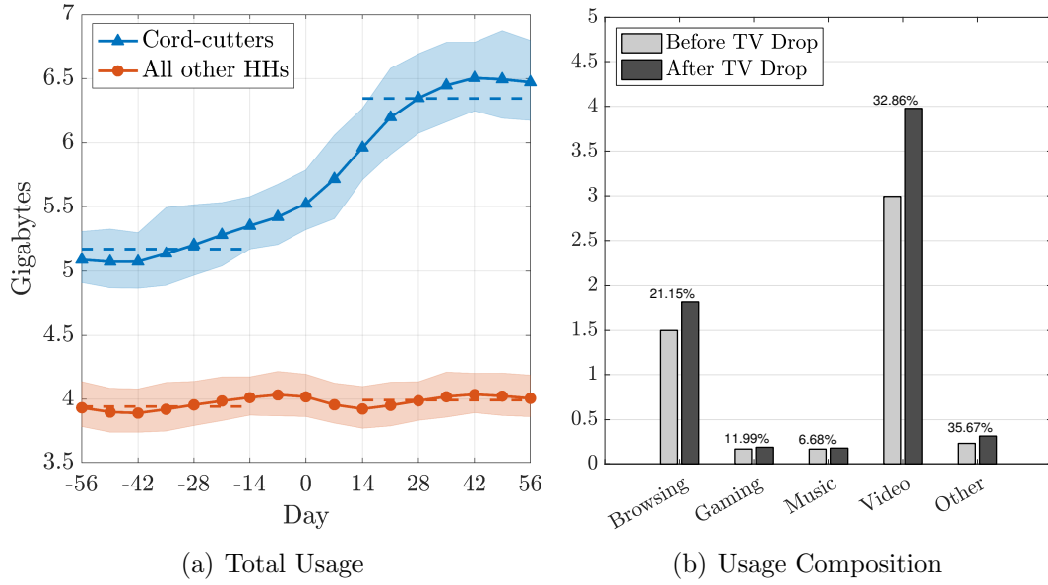 7
6.5
6
5.5
5
4.5
4
3.5
Gigabytes
Cord-cutters
All other HHs
-56 -42 -28 -14 0 14 28 42 56
Day
(a) Total Usage
5
4.5
4
3.5
3
2.5
2
1.5
1
0.5
0
Before TV Drop
After TV Drop
21.15%
11.99%
6.68%
32.86%
35.67%
Browsing
Gaming
Music
Video
Other
(b) Usage Composition